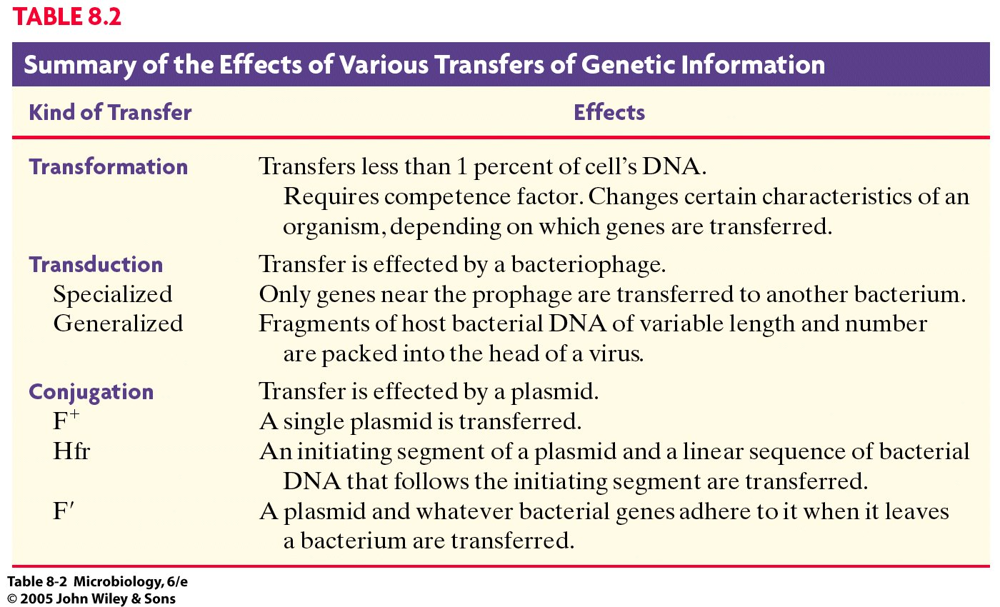 TABLE 8.2
Summary of the Effects of Various Transfers of Genetic Information
Kind of Transfer Effects
Transformation Transfers less than 1 percent of cell’s DNA.
Requires competence factor. Changes certain characteristics of an
organism, depending on which genes are transferred.
Transduction Transfer is effected by a bacteriophage.
Specialized Only genes near the prophage are transferred to another bacterium.
Generalized Fragments of host bacterial DNA of variable length and number
are packed into the head of a virus.
Conjugation Transfer is effected by a plasmid.
F⁺ A single plasmid is transferred.
Hfr An initiating segment of a plasmid and a linear sequence of bacterial
DNA that follows the initiating segment are transferred.
F′ A plasmid and whatever bacterial genes adhere to it when it leaves
a bacterium are transferred.
Table 8-2 Microbiology, 6/e
© 2005 John Wiley & Sons